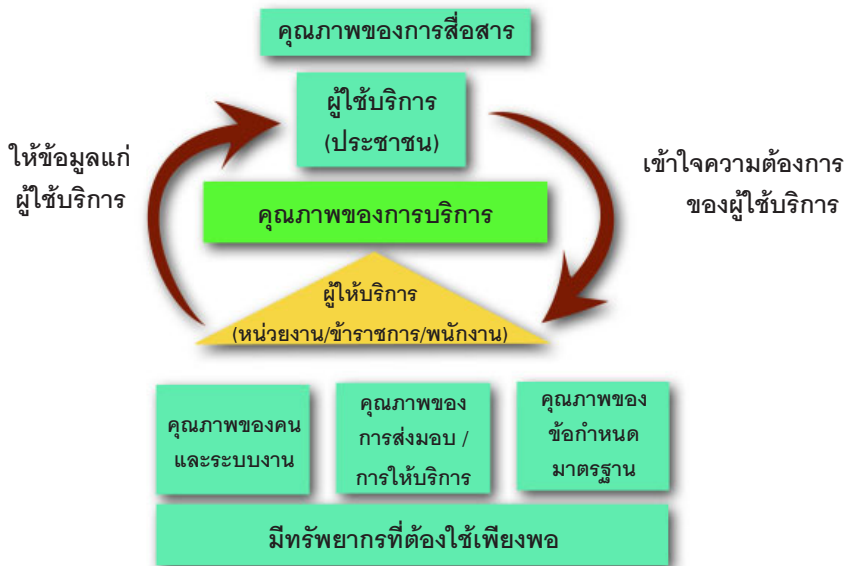 คุณภาพของการสื่อสาร
ผู้ใช้บริการ
(ประชาชน)
ให้ข้อมูลแก่
ผู้ใช้บริการ
เข้าใจความต้องการ
ของผู้ใช้บริการ
คุณภาพของการบริการ
ผู้ให้บริการ
(หน่วยงาน/ข้าราชการ/พนักงาน)
คุณภาพของคน
และระบบงาน
คุณภาพของ
การส่งมอบ /
การให้บริการ
คุณภาพของ
ข้อกำหนด
มาตรฐาน
มีทรัพยากรที่ต้องใช้เพียงพอ